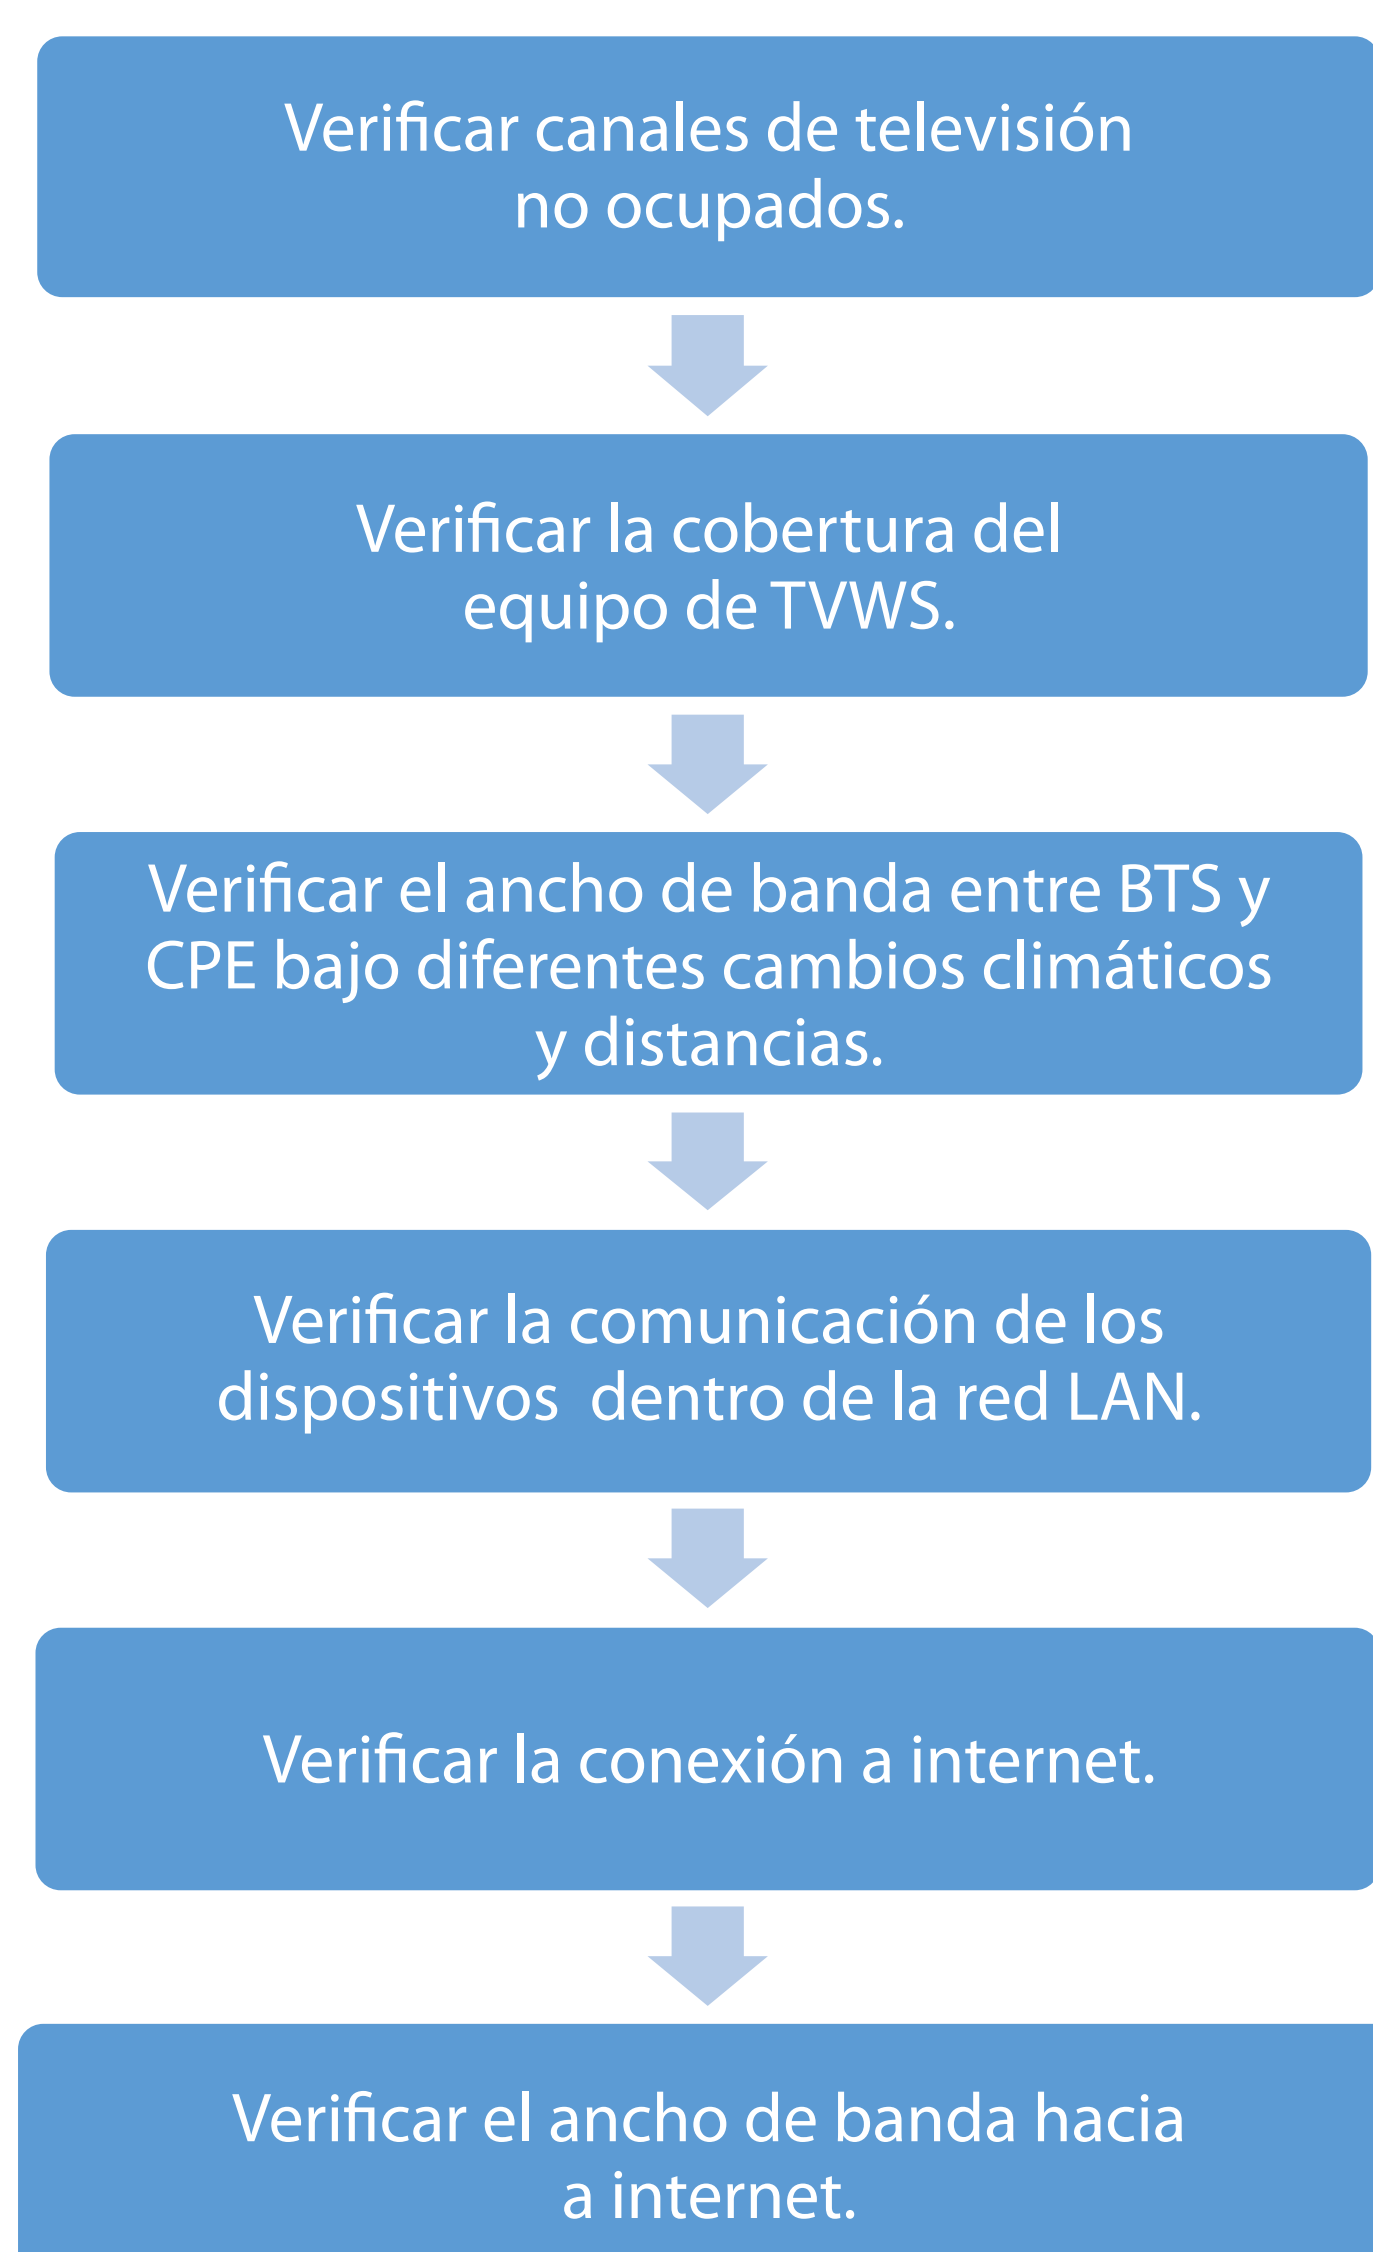 Verificar canales de televisión
no ocupados.
Verificar la cobertura del
equipo de TVWS.
Verificar el ancho de banda entre BTS y
CPE bajo diferentes cambios climáticos
y distancias.
Verificar la comunicación de los
dispositivos  dentro de la red LAN.
Verificar la conexión a internet.
Verificar el ancho de banda hacia
a internet.